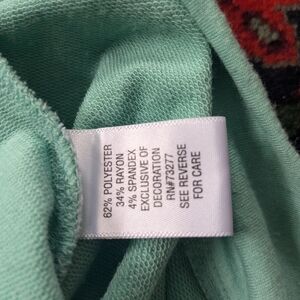 62% POLYESTER
34% RAYON
4% SPANDEX
EXCLUSIVE OF
DECORATION
RN#73277
SEE REVERSE
FOR CARE